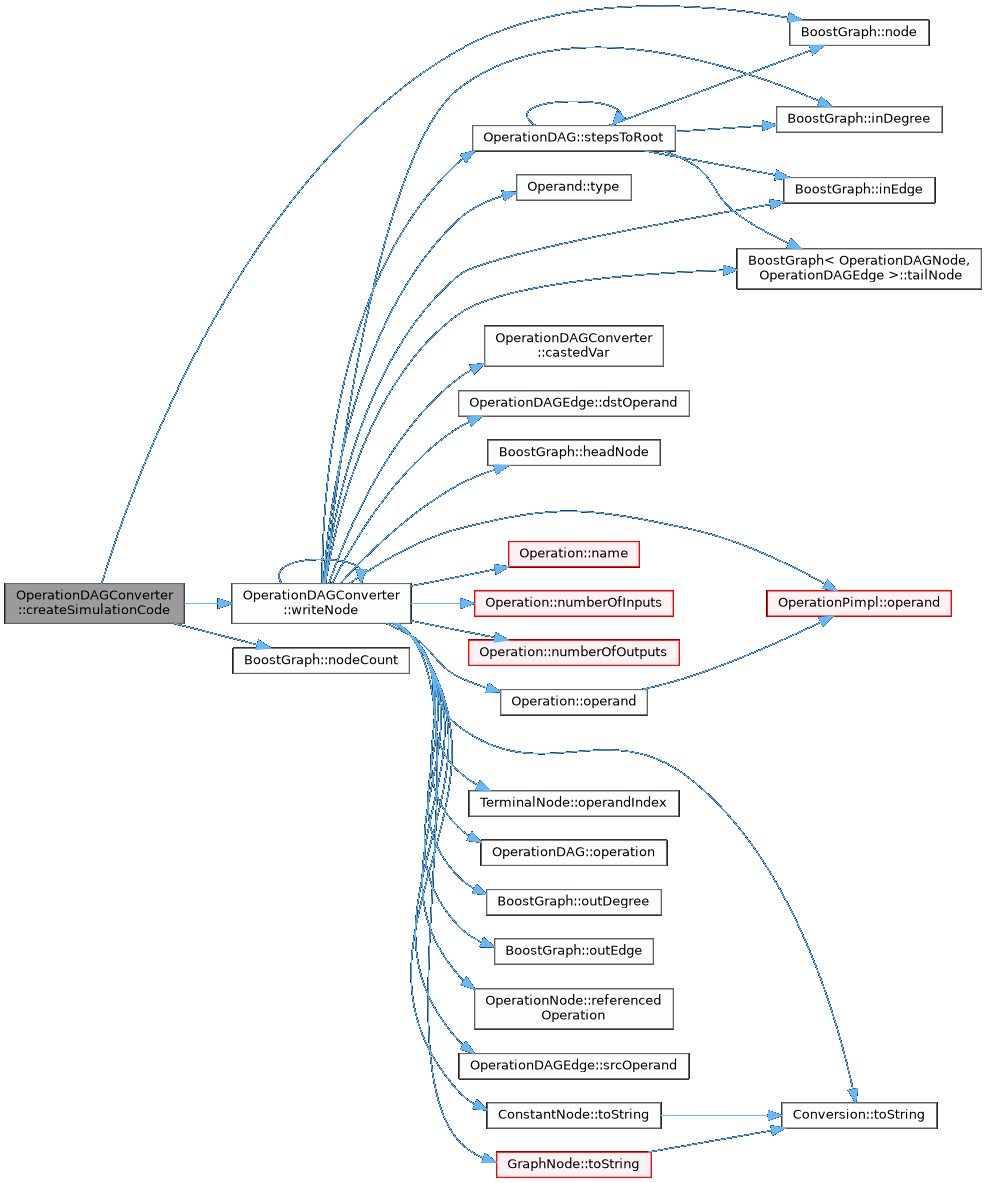 BoostGraph::node
BoostGraph::inDegree
OperationDAG::stepsToRoot
Operand::type
BoostGraph::inEdge
BoostGraph< OperationDAGNode,
OperationDAGEdge >::tailNode
OperationDAGConverter
::castedVar
OperationDAGEdge::dstOperand
BoostGraph::headNode
Operation::name
OperationDAGConverter
::createSimulationCode
OperationDAGConverter
::writeNode
Operation::numberOfInputs
OperationPimpl::operand
Operation::numberOfOutputs
BoostGraph::nodeCount
Operation::operand
TerminalNode::operandIndex
OperationDAG::operation
BoostGraph::outDegree
BoostGraph::outEdge
OperationNode::referenced
Operation
OperationDAGEdge::srcOperand
ConstantNode::toString
Conversion::toString
GraphNode::toString